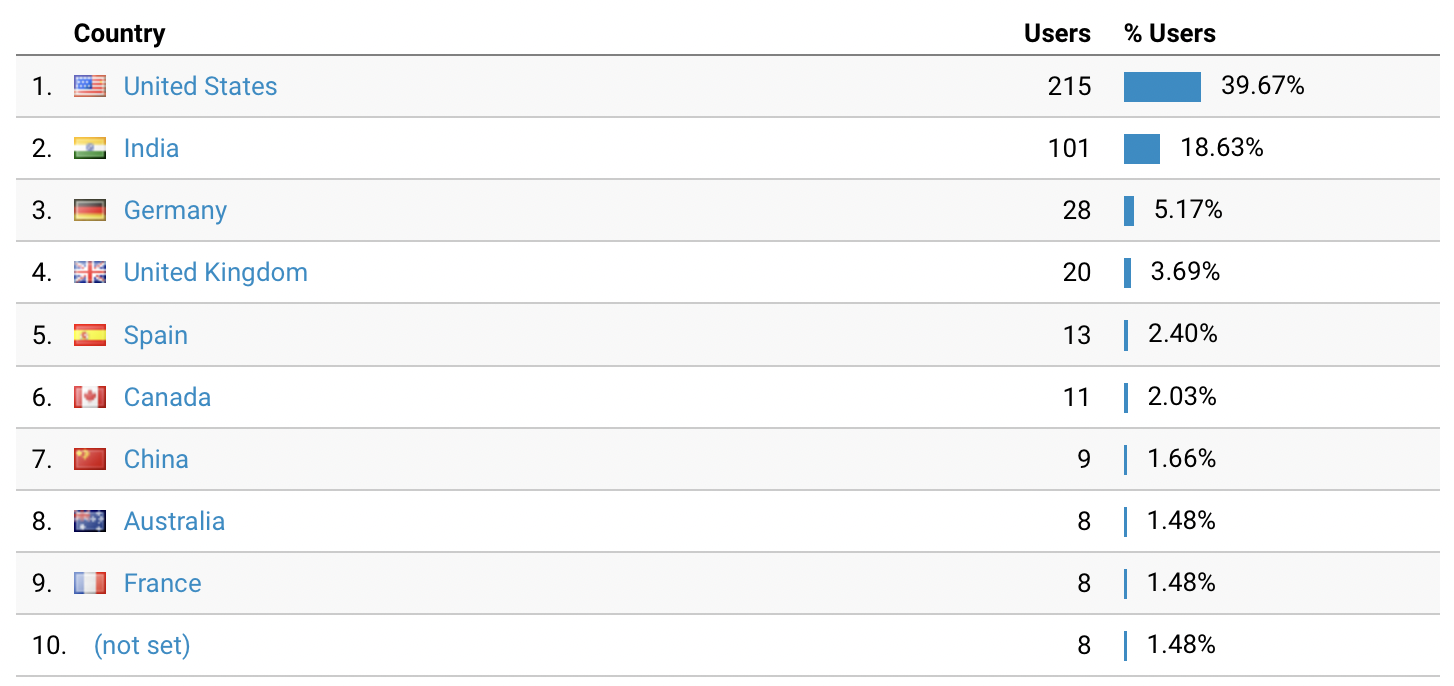 Country Users % Users
1. United States 215 39.67%
2. India 101 18.63%
3. Germany 28 5.17%
4. United Kingdom 20 3.69%
5. Spain 13 2.40%
6. Canada 11 2.03%
7. China 9 1.66%
8. Australia 8 1.48%
9. France 8 1.48%
10. (not set) 8 1.48%